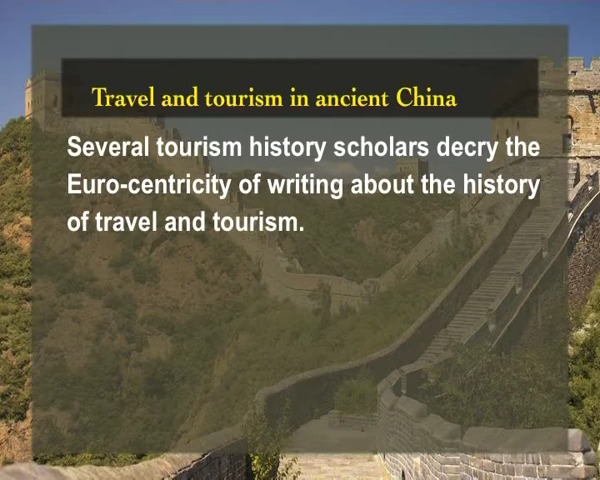 Travel and tourism in ancient China
Several tourism history scholars decry the
Euro-centricity of writing about the history
of travel and tourism.